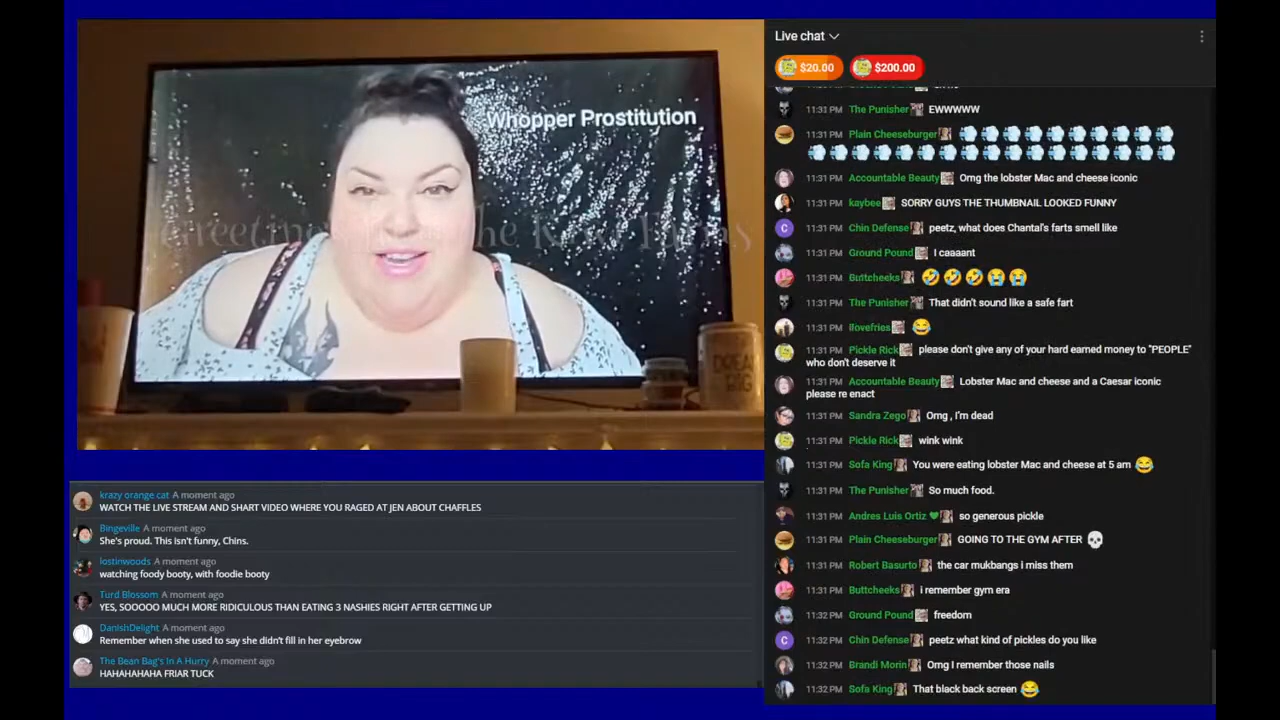 Whopper Prostitution
Greetings
DREAM
BIG
krazy orange cat A moment ago
WATCH THE LIVE STREAM AND SHART VIDEO WHERE YOU RAGED AT JEN ABOUT CHAFFLES
Bingeville A moment ago
She's proud. This isn't funny, Chins.
lostinwoods A moment ago
watching foody booty, with foodie booty
Turd Blossom A moment ago
YES, SOOOOO MUCH MORE RIDICULOUS THAN EATING 3 NASHIES RIGHT AFTER GETTING UP
DanishDelight A moment ago
Remember when she used to say she didn't fill in her eyebrow
The Bean Bag's In A Hurry A moment ago
HAHAHAHAHA FRIAR TUCK
Live chat
$20.00 $200.00
11:31 PM The Punisher EWWWWW
11:31 PM Plain Cheeseburger
11:31 PM Accountable Beauty Omg the lobster Mac and cheese iconic
11:31 PM kaybee SORRY GUYS THE THUMBNAIL LOOKED FUNNY
11:31 PM Chin Defense peetz, what does Chantal's farts smell like
11:31 PM Ground Pound I caaaant
11:31 PM Buttcheeks 🤣🤣🤣😭😭
11:31 PM The Punisher That didn't sound like a safe fart
11:31 PM ilovefries 😂
11:31 PM Pickle Rick please don't give any of your hard earned money to "PEOPLE"
who don't deserve it
11:31 PM Accountable Beauty Lobster Mac and cheese and a Caesar iconic
please re enact
11:31 PM Sandra Zego Omg , I'm dead
11:31 PM Pickle Rick wink wink
11:31 PM Sofa King You were eating lobster Mac and cheese at 5 am 😂
11:31 PM The Punisher So much food.
11:31 PM Andres Luis Ortiz 💚 so generous pickle
11:31 PM Plain Cheeseburger GOING TO THE GYM AFTER 💀
11:31 PM Robert Basurto the car mukbangs i miss them
11:31 PM Buttcheeks i remember gym era
11:32 PM Ground Pound freedom
11:32 PM Chin Defense peetz what kind of pickles do you like
11:32 PM Brandi Morin Omg I remember those nails
11:32 PM Sofa King That black back screen 😂